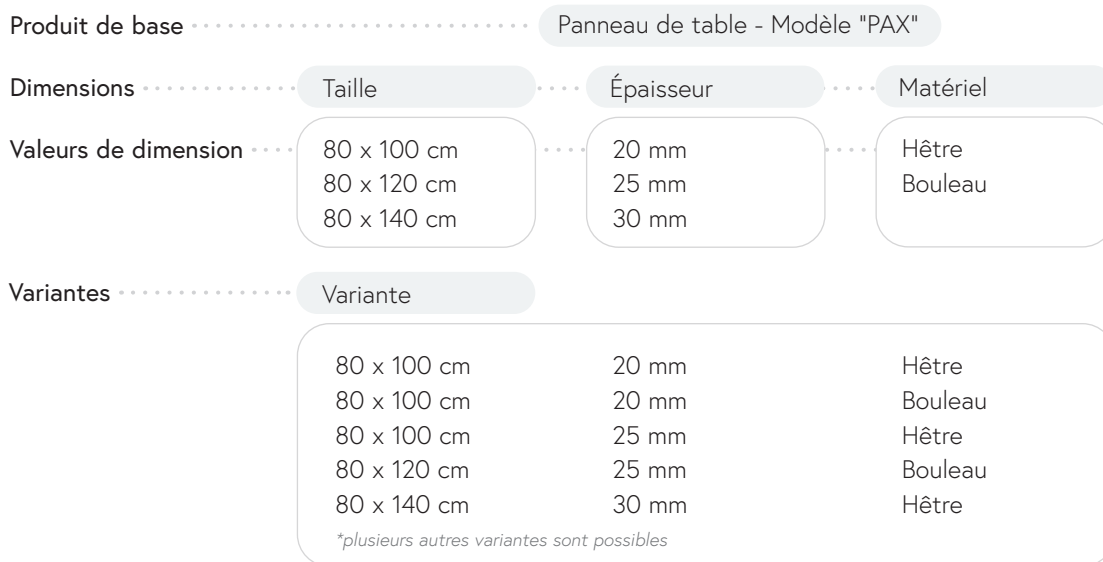 Produit de base Panneau de table - Modèle "PAX"
Dimensions Taille Épaisseur Matériel
Valeurs de dimension 80 x 100 cm 20 mm Hêtre
80 x 120 cm 25 mm Bouleau
80 x 140 cm 30 mm
Variantes Variante
80 x 100 cm 20 mm Hêtre
80 x 100 cm 20 mm Bouleau
80 x 100 cm 25 mm Hêtre
80 x 120 cm 25 mm Bouleau
80 x 140 cm 30 mm Hêtre
*plusieurs autres variantes sont possibles